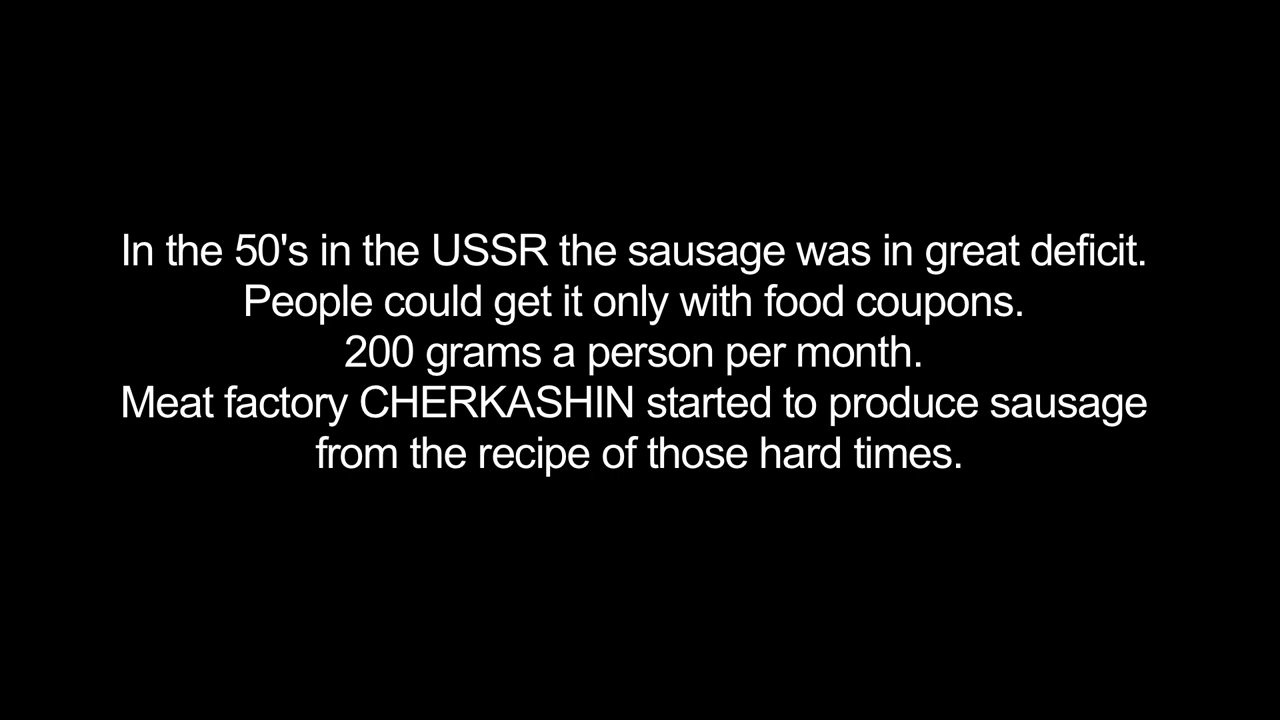 In the 50's in the USSR the sausage was in great deficit.
People could get it only with food coupons.
200 grams a person per month.
Meat factory CHERKASHIN started to produce sausage
from the recipe of those hard times.